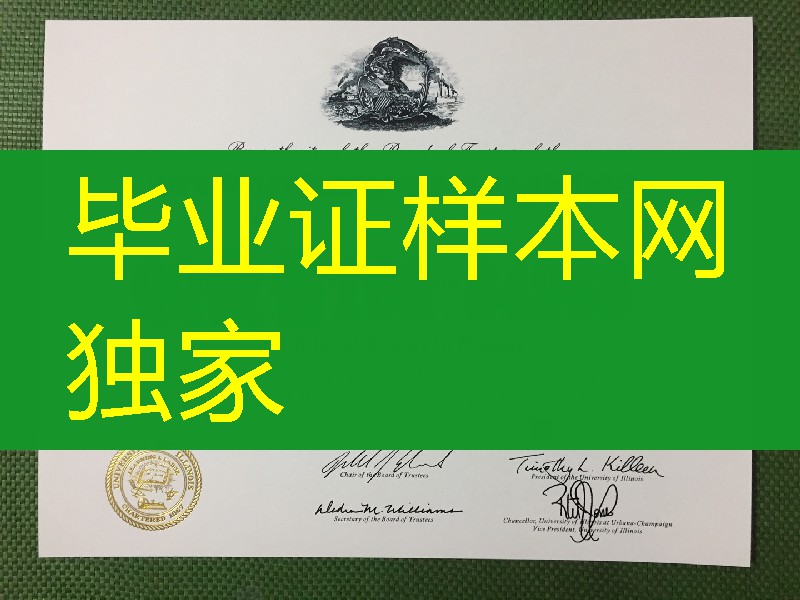 毕业证样本网
独家
Chair of the Board of Trustees
Timothy L. Killeen
President of the University of Illinois
Secretary of the Board of Trustees
Chancellor, University of Illinois at Urbana-Champaign
Vice President, University of Illinois
CHARTERED 1867